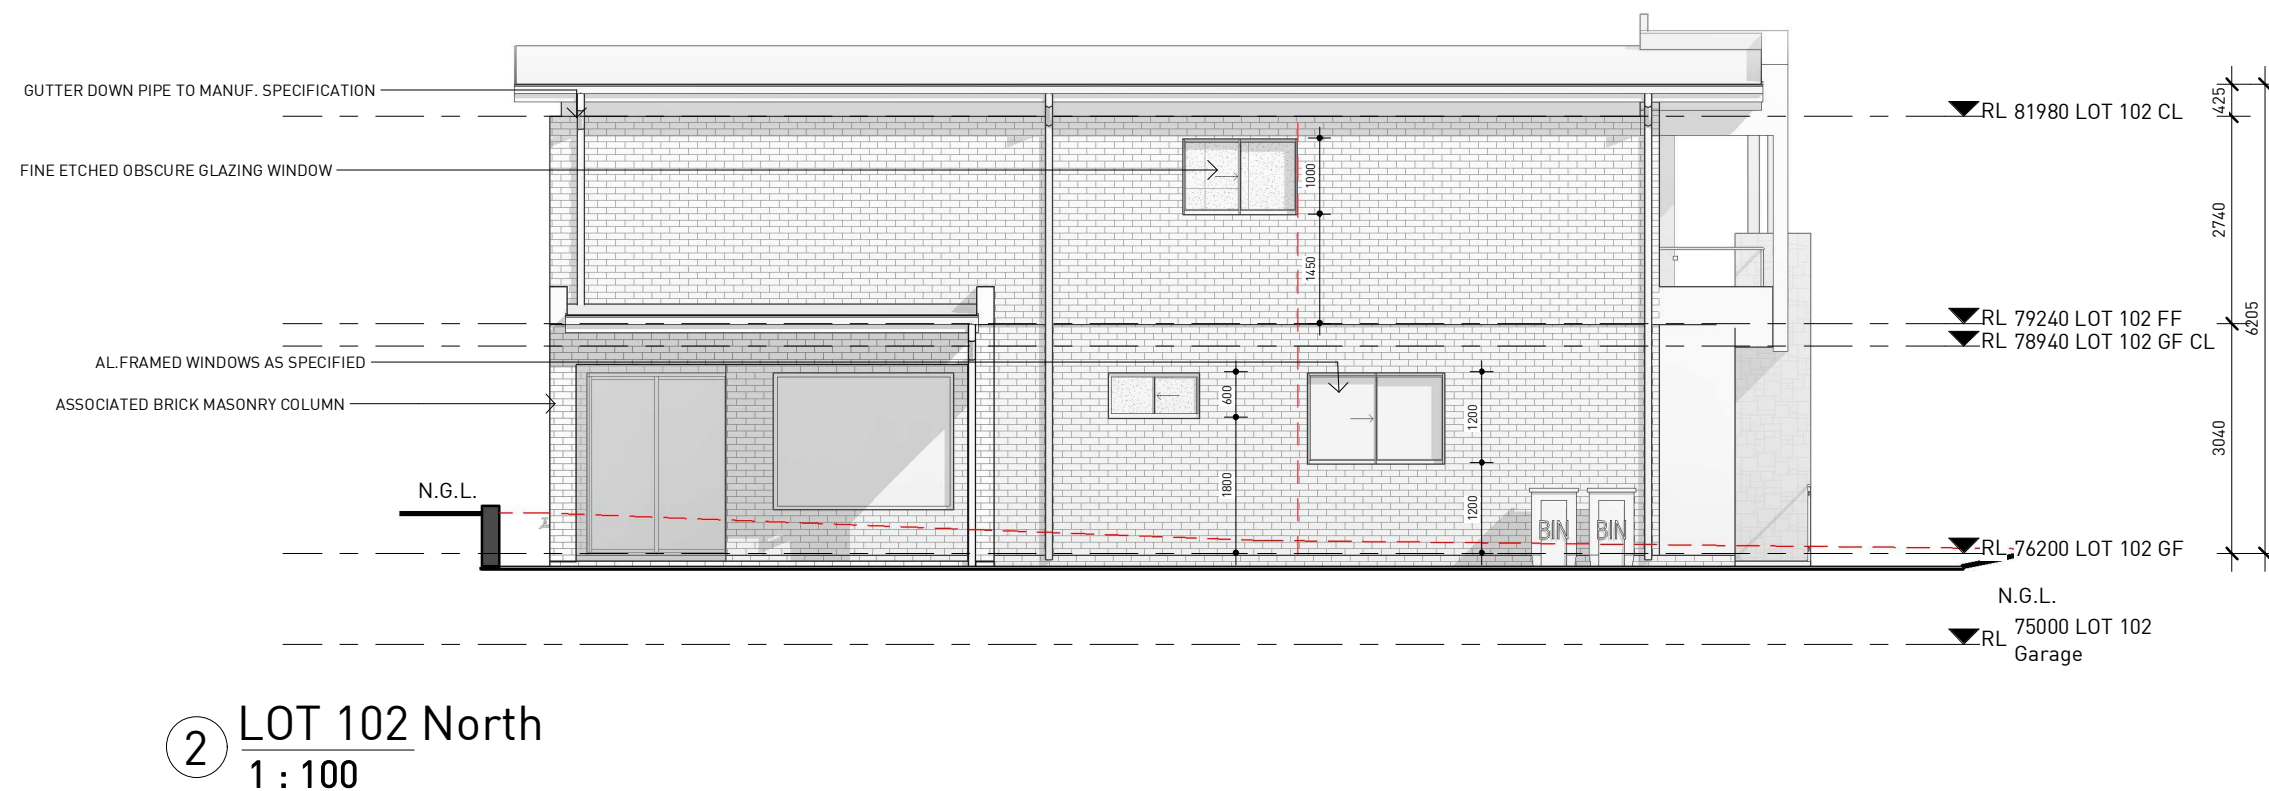 GUTTER DOWN PIPE TO MANUF. SPECIFICATION
425
RL 81980 LOT 102 CL
FINE ETCHED OBSCURE GLAZING WINDOW
1000
2740
1450
RL 79240 LOT 102 FF
6205
RL 78940 LOT 102 GF CL
AL.FRAMED WINDOWS AS SPECIFIED
600
ASSOCIATED BRICK MASONRY COLUMN
1200
3040
N.G.L.
1800
1200
BIN BIN
RL 76200 LOT 102 GF
N.G.L.
RL 75000 LOT 102
Garage
2 LOT 102 North
1 : 100